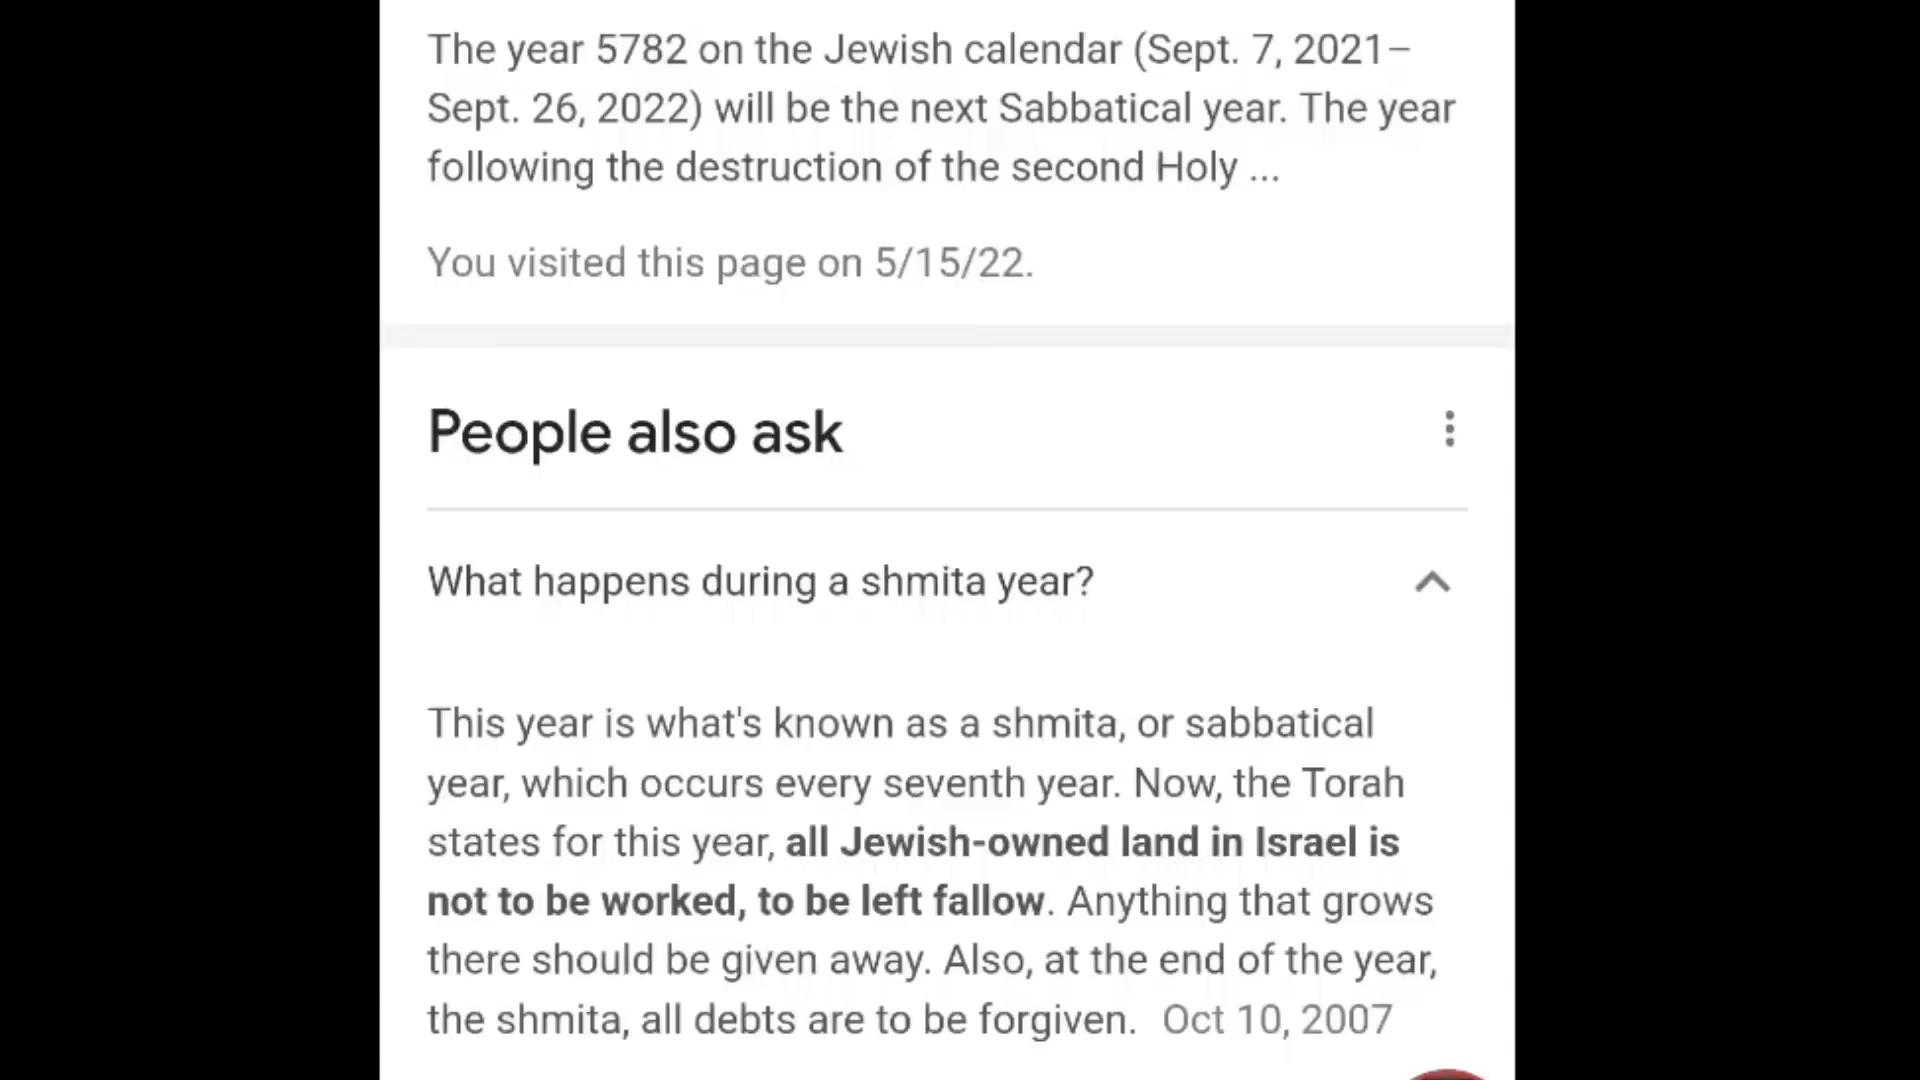 The year 5782 on the Jewish calendar (Sept. 7, 2021–
Sept. 26, 2022) will be the next Sabbatical year. The year
following the destruction of the second Holy ...
You visited this page on 5/15/22.
People also ask
What happens during a shmita year?
This year is what's known as a shmita, or sabbatical
year, which occurs every seventh year. Now, the Torah
states for this year, all Jewish-owned land in Israel is
not to be worked, to be left fallow. Anything that grows
there should be given away. Also, at the end of the year,
the shmita, all debts are to be forgiven. Oct 10, 2007